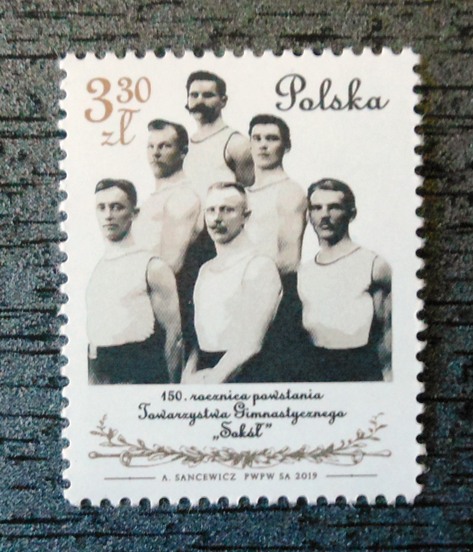 3 30
zł
Polska
150. rocznica powstania
Towarzystwa Gimnastycznego
„Sokół”
A. SANCEWICZ PWPW SA 2019